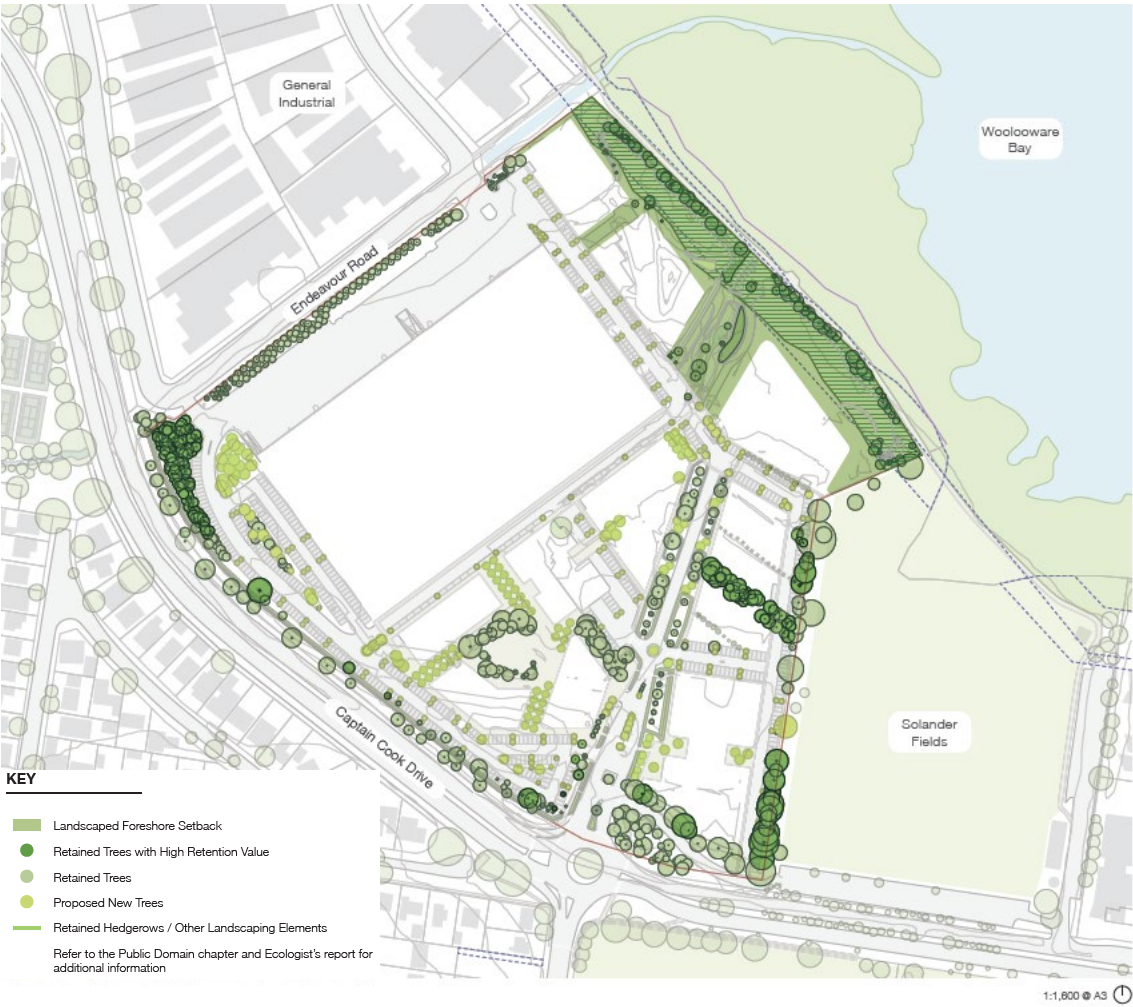 General
Industrial
Woolooware
Bay
Endeavour Road
Captain Cook Drive
Solander
Fields
KEY
Landscaped Foreshore Setback
Retained Trees with High Retention Value
Retained Trees
Proposed New Trees
Retained Hedgerows / Other Landscaping Elements
Refer to the Public Domain chapter and Ecologist's report for
additional information
1:1,600 @ A3